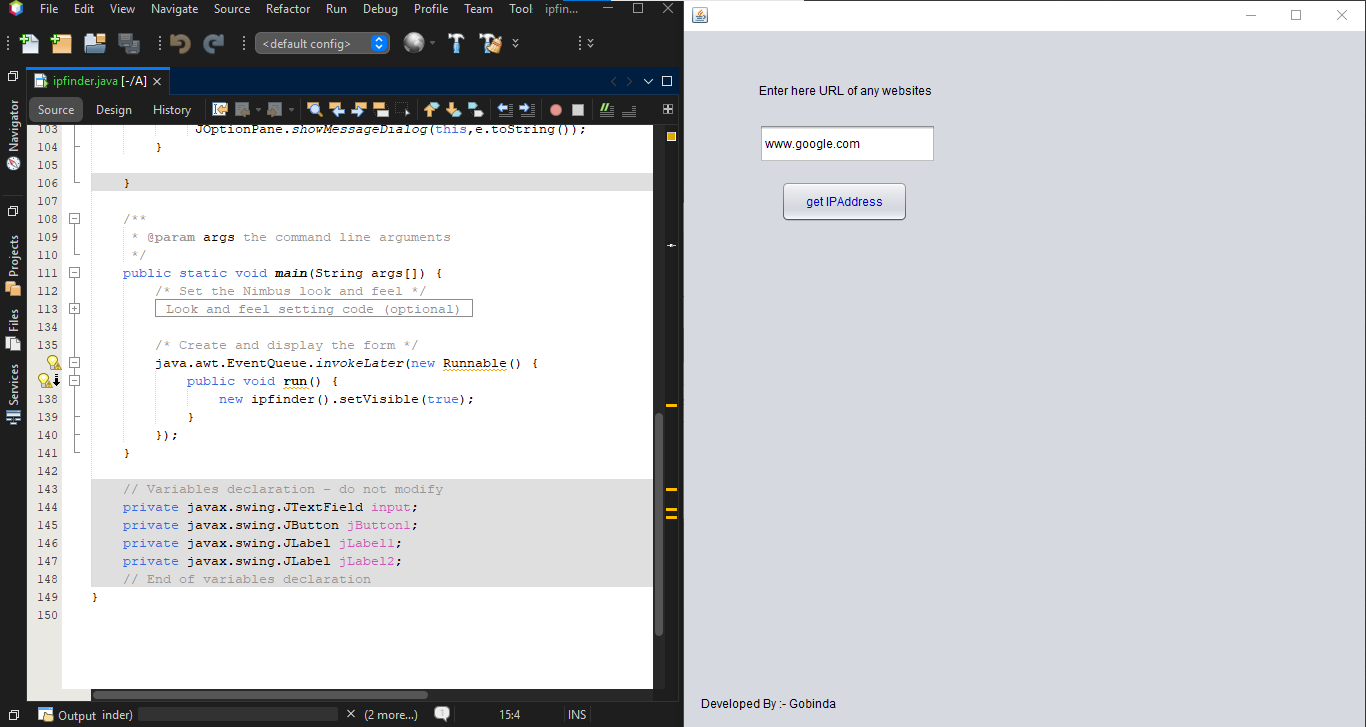 File Edit View Navigate Source Refactor Run Debug Profile Team Tool ipfin...
<default config>
ipfinder.java [-/A]
Source Design History
Navigator
Projects
Files
Services
103 JOptionPane.showMessageDialog(this,e.toString());
104 }
105
106 }
107
108 /**
109 * @param args the command line arguments
110 */
111 public static void main(String args[]) {
112 /* Set the Nimbus look and feel */
113 Look and feel setting code (optional)
134
135 /* Create and display the form */
java.awt.EventQueue.invokeLater(new Runnable() {
public void run() {
138 new ipfinder().setVisible(true);
139 }
140 });
141 }
142
143 // Variables declaration - do not modify
144 private javax.swing.JTextField input;
145 private javax.swing.JButton jButton1;
146 private javax.swing.JLabel jLabel1;
147 private javax.swing.JLabel jLabel2;
148 // End of variables declaration
149 }
150
Output inder) (2 more...) 1 15:4 INS
Enter here URL of any websites
www.google.com
get IPAddress
Developed By :- Gobinda